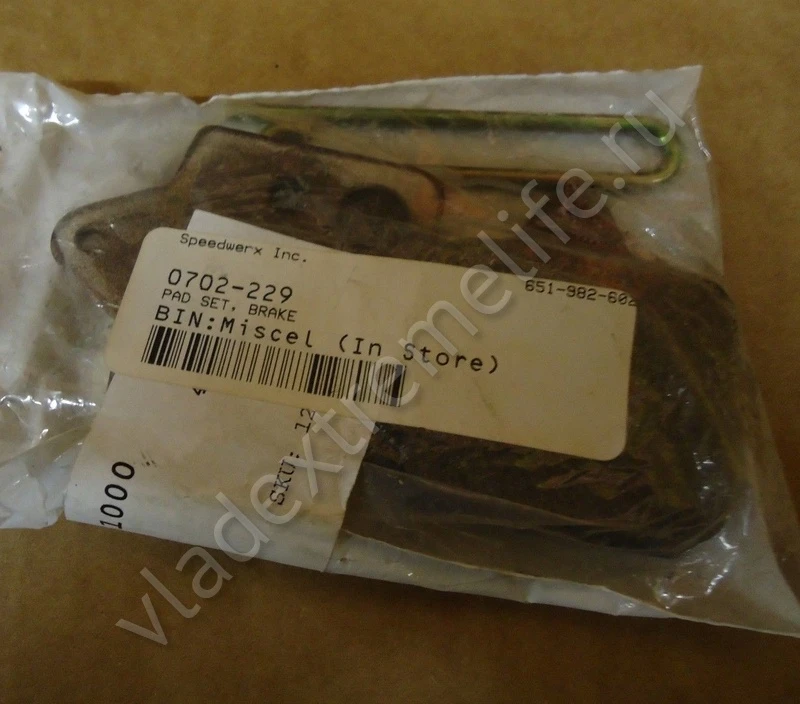 Speedwerx Inc.
0702-229
651-982-602
PAD SET, BRAKE
BIN:Miscel (In Store)
SKU: 12
1000
vladextremelife.ru